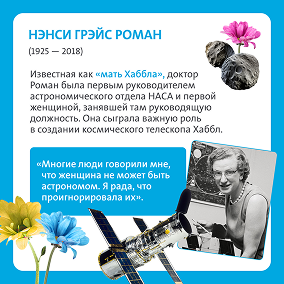 НЭНСИ ГРЭЙС РОМАН
(1925 — 2018)
Известная как «мать Хаббла», доктор
Роман была первым руководителем
астрономического отдела НАСА и первой
женщиной, занявшей там руководящую
должность. Она сыграла важную роль
в создании космического телескопа Хаббл.
«Многие люди говорили мне,
что женщина не может быть
астрономом. Я рада, что
проигнорировала их».